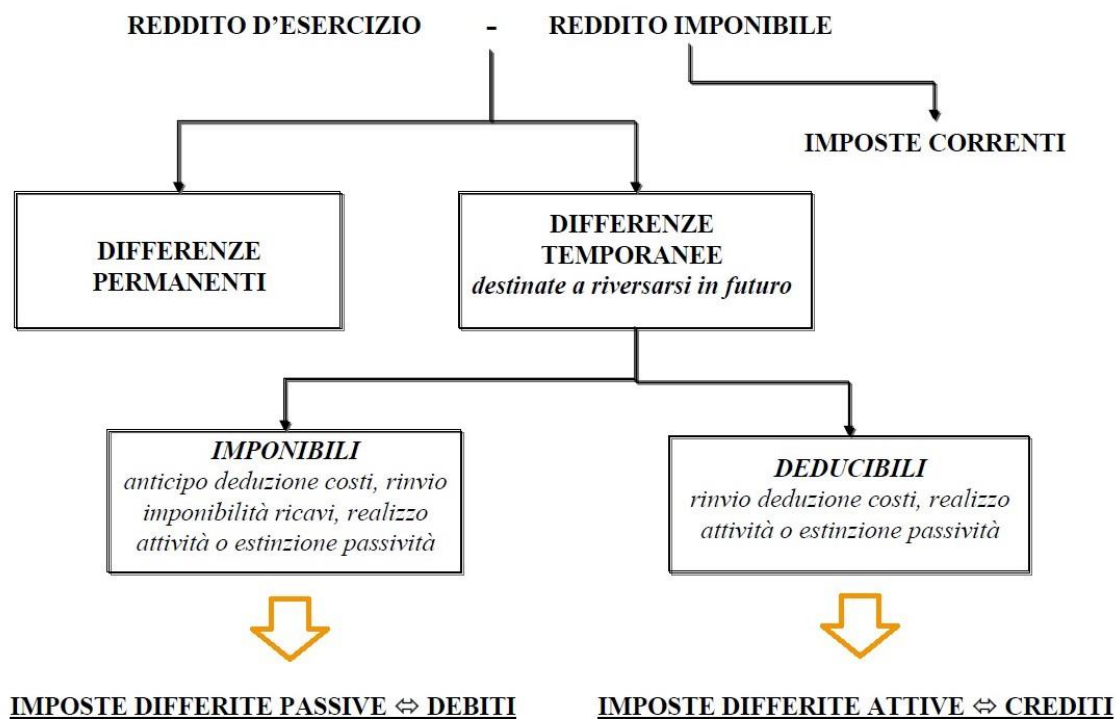 REDDITO D'ESERCIZIO - REDDITO IMPONIBILE
IMPOSTE CORRENTI
DIFFERENZE
PERMANENTI
DIFFERENZE
TEMPORANEE
destinate a riversarsi in futuro
IMPONIBILI
anticipo deduzione costi, rinvio
imponibilità ricavi, realizzo
attività o estinzione passività
DEDUCIBILI
rinvio deduzione costi, realizzo
attività o estinzione passività
IMPOSTE DIFFERITE PASSIVE ⇔ DEBITI
IMPOSTE DIFFERITE ATTIVE ⇔ CREDITI